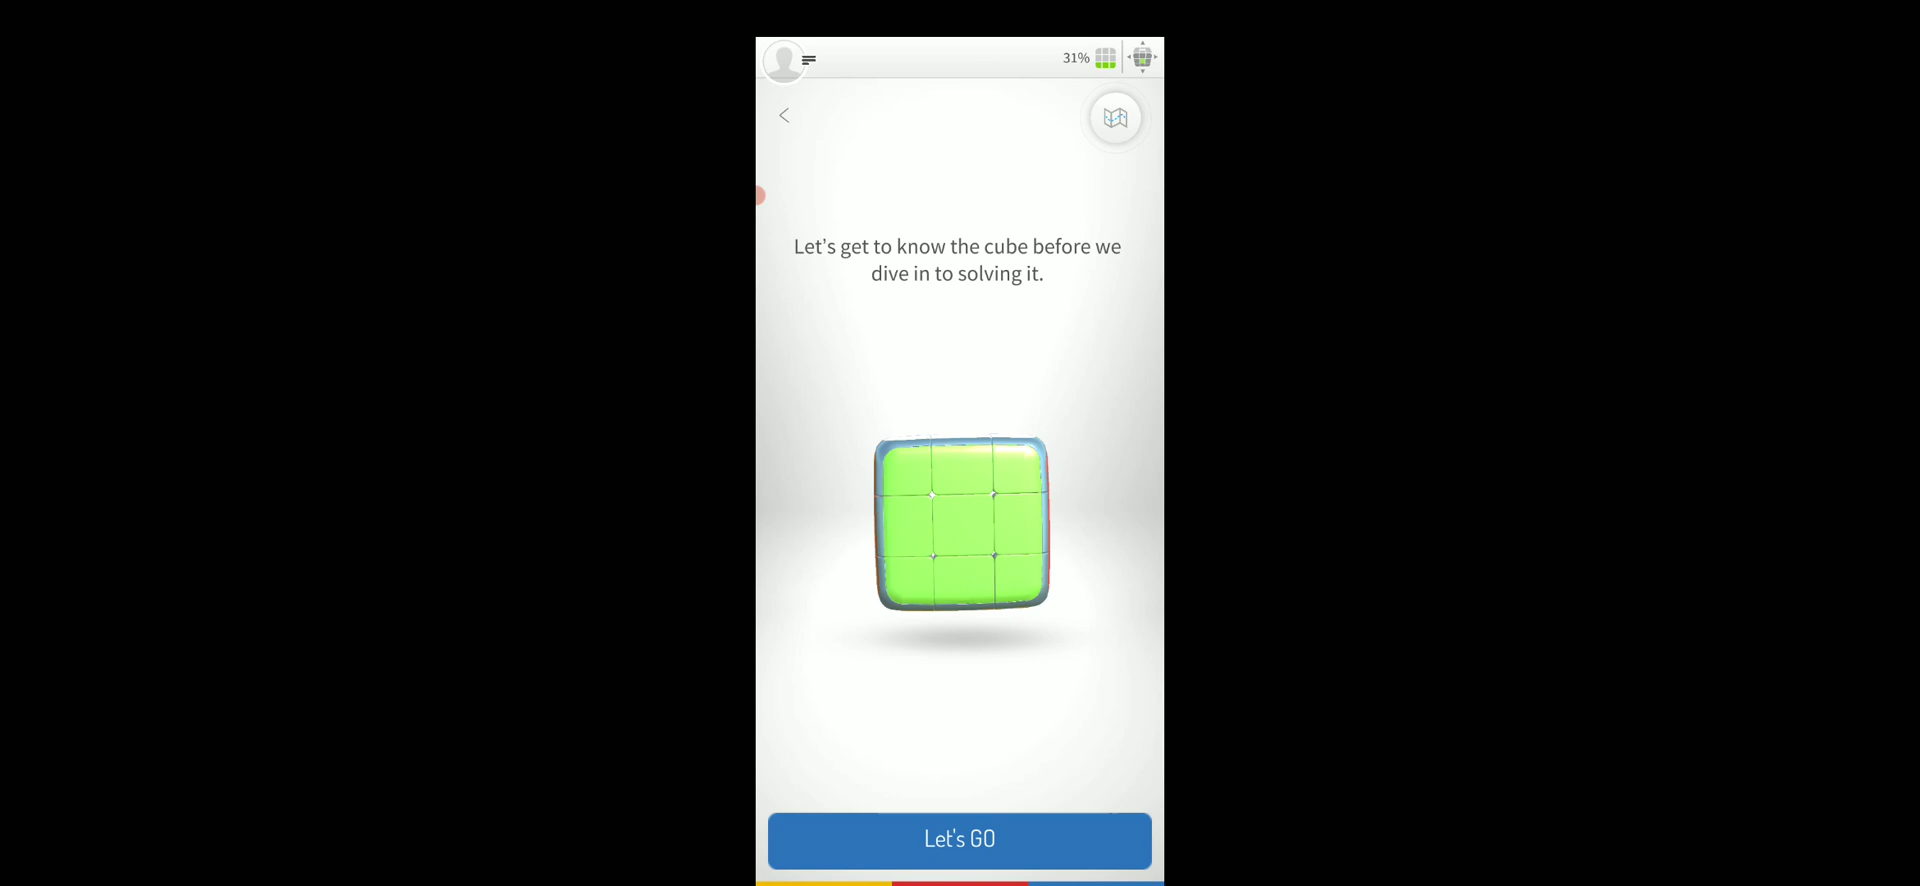 31%
Let's get to know the cube before we
dive in to solving it.
Let's GO